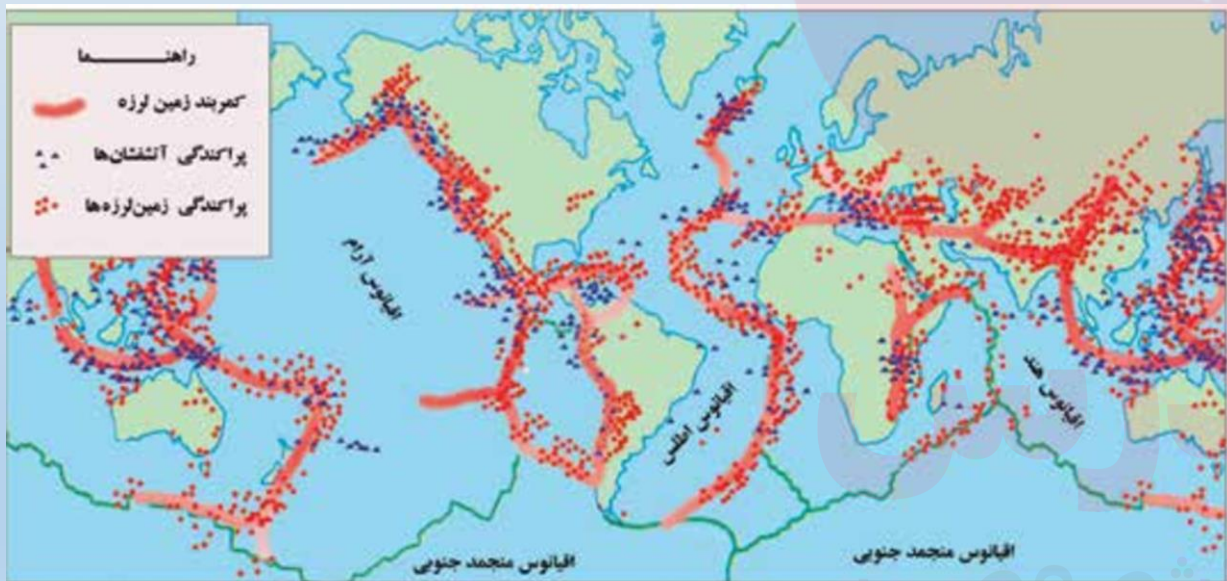 راهنـــــــما
کمربند زمین لرزه
پراکندگی آتشفشان‌ها
پراکندگی زمین‌لرزه‌ها
اقیانوس آرام
اقیانوس اطلس
اقیانوس هند
اقیانوس منجمد جنوبی
اقیانوس منجمد جنوبی